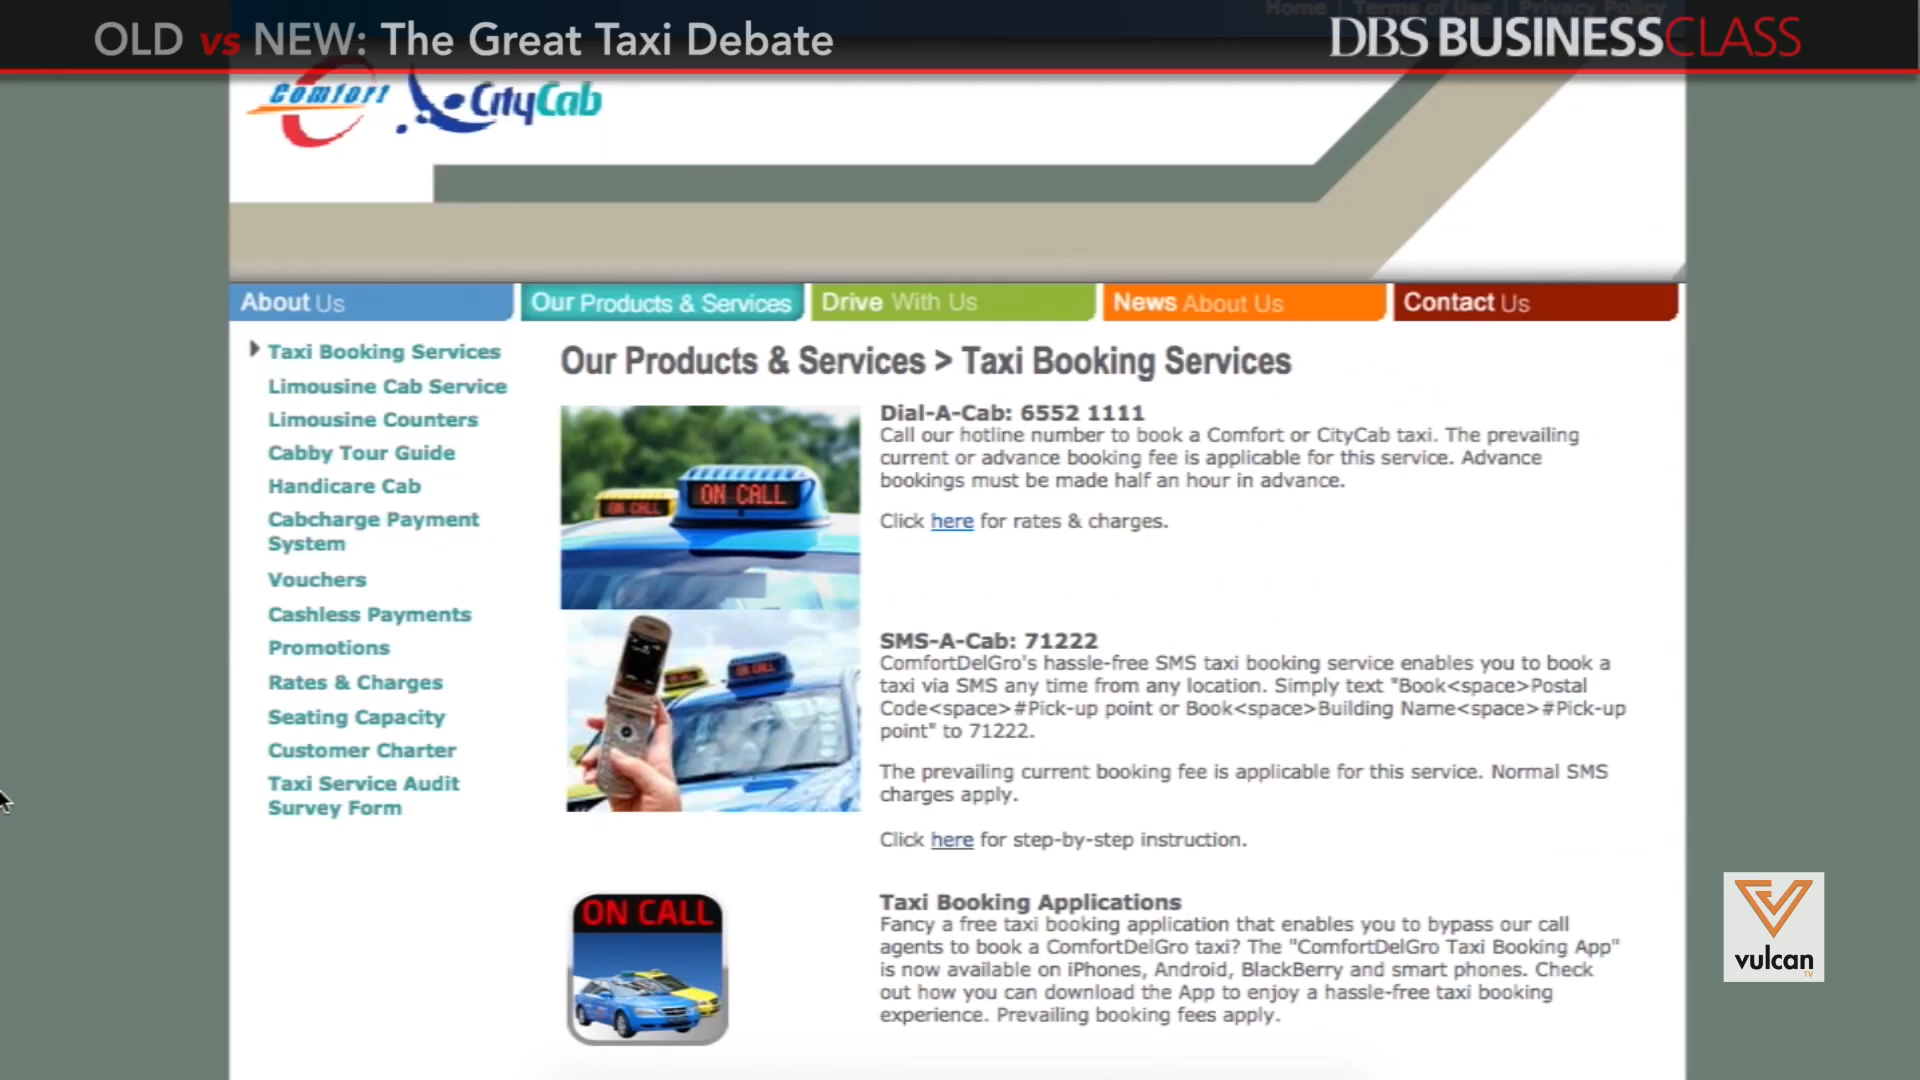 Home | Terms of Use | Privacy Policy
OLD vs NEW: The Great Taxi Debate
DBS BUSINESSCLASS
Comfort CityCab
About Us
Our Products & Services
Drive With Us
News About Us
Contact Us
Taxi Booking Services
Limousine Cab Service
Limousine Counters
Cabby Tour Guide
Handicare Cab
Cabcharge Payment
System
Vouchers
Cashless Payments
Promotions
Rates & Charges
Seating Capacity
Customer Charter
Taxi Service Audit
Survey Form
Our Products & Services > Taxi Booking Services
ON CALL
ON CALL
Dial-A-Cab: 6552 1111
Call our hotline number to book a Comfort or CityCab taxi. The prevailing
current or advance booking fee is applicable for this service. Advance
bookings must be made half an hour in advance.
Click here for rates & charges.
ON CALL
SMS-A-Cab: 71222
ComfortDelGro's hassle-free SMS taxi booking service enables you to book a
taxi via SMS any time from any location. Simply text "Book<space>Postal
Code<space>#Pick-up point or Book<space>Building Name<space>#Pick-up
point" to 71222.
The prevailing current booking fee is applicable for this service. Normal SMS
charges apply.
Click here for step-by-step instruction.
ON CALL
Taxi Booking Applications
Fancy a free taxi booking application that enables you to bypass our call
agents to book a ComfortDelGro taxi? The "ComfortDelGro Taxi Booking App"
is now available on iPhones, Android, BlackBerry and smart phones. Check
out how you can download the App to enjoy a hassle-free taxi booking
experience. Prevailing booking fees apply.
vulcan
TV